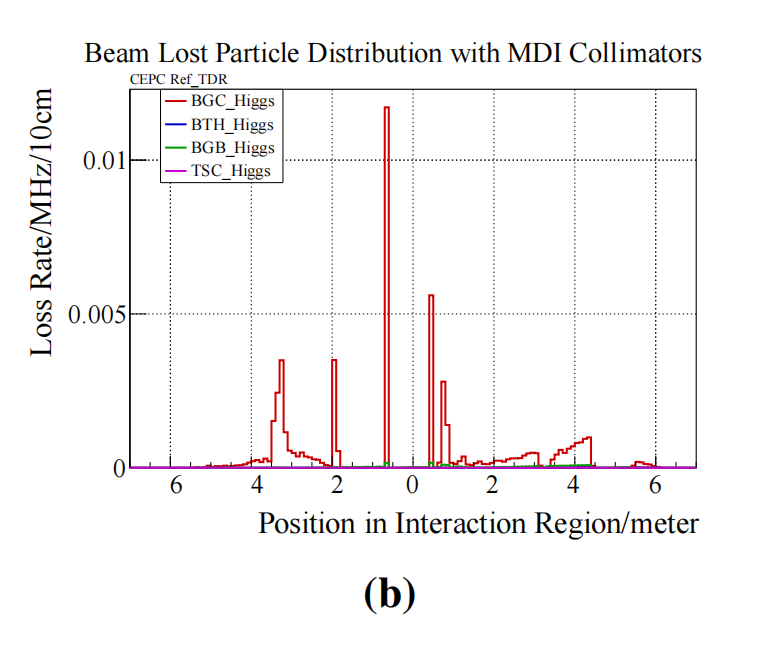 Beam Lost Particle Distribution with MDI Collimators
CEPC Ref_TDR
BGC_Higgs
BTH_Higgs
BGB_Higgs
TSC_Higgs
Loss Rate/MHz/10cm
0.01
0.005
0
6 4 2 0 2 4 6
Position in Interaction Region/meter
(b)